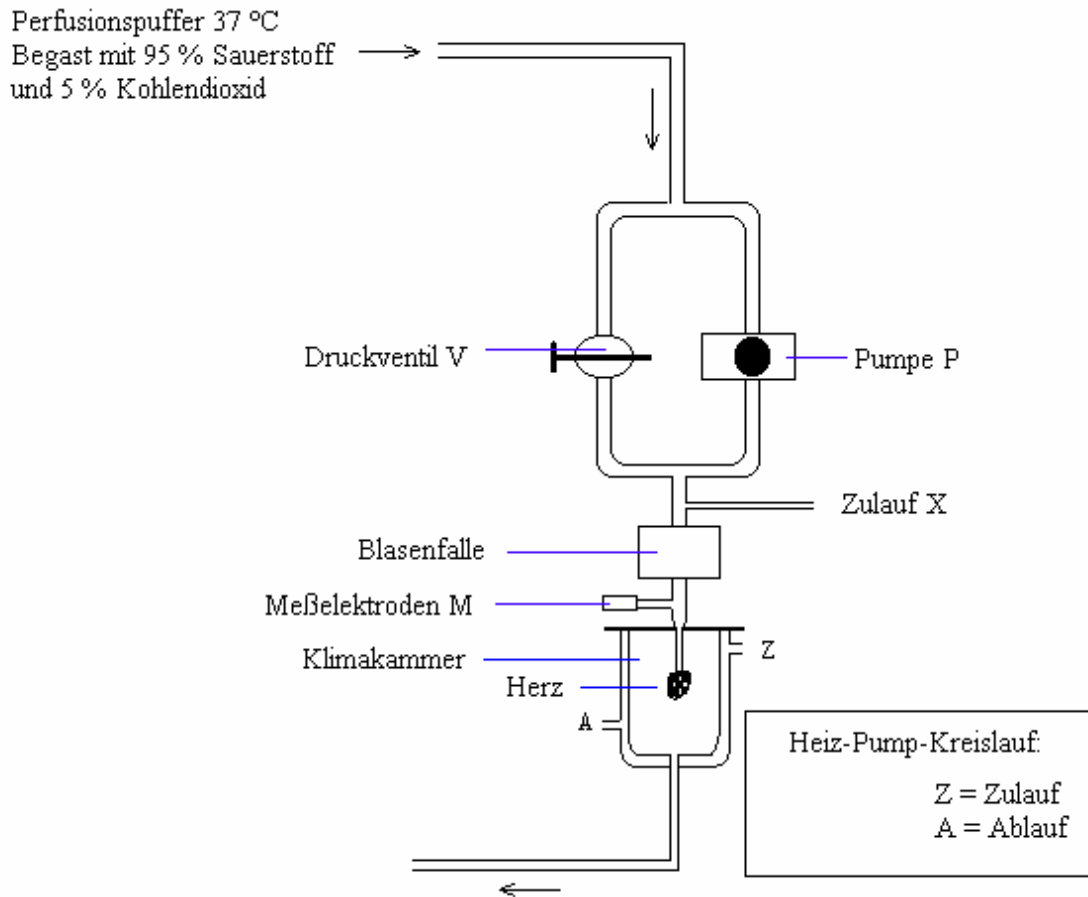 Perfusionspuffer 37 °C
Begast mit 95 % Sauerstoff
und 5 % Kohlendioxid
Druckventil V
Pumpe P
Zulauf X
Blasenfalle
Meßelektroden M
Klimakammer
Z
Herz
A
Heiz-Pump-Kreislauf:
Z = Zulauf
A = Ablauf